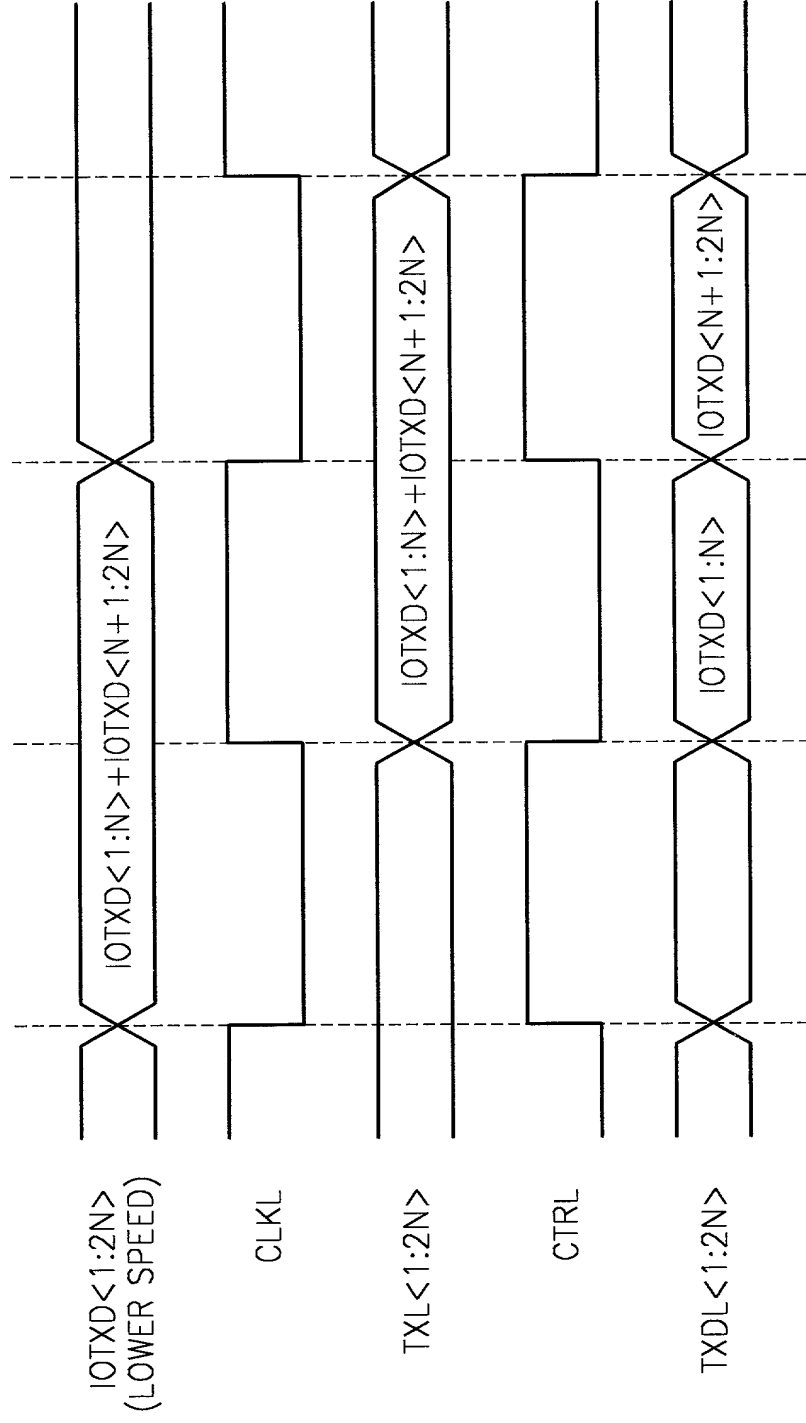 IOTXD<1:2N>
(LOWER SPEED)
IOTXD<1:N>+IOTXD<N+1:2N>
CLKL
TXL<1:2N>
IOTXD<1:N>+IOTXD<N+1:2N>
CTRL
TXDL<1:2N>
IOTXD<1:N>
IOTXD<N+1:2N>